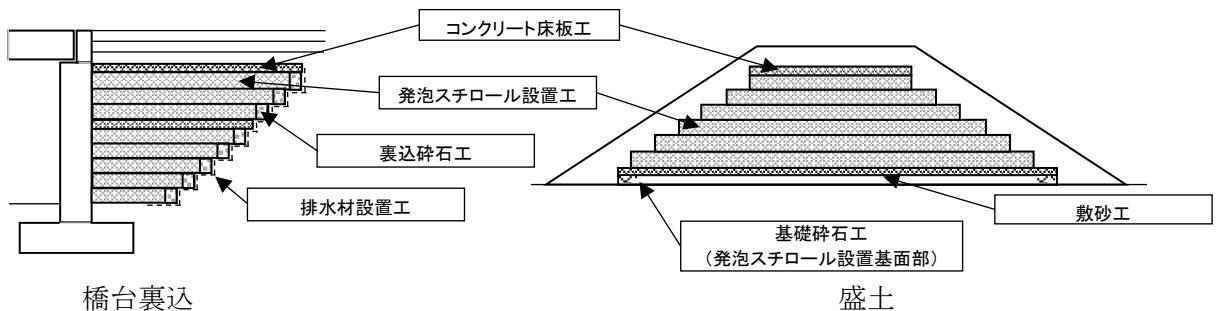 コンクリート床板工
発泡スチロール設置工
裏込砕石工
排水材設置工
敷砂工
基礎砕石工
（発泡スチロール設置基面部）
橋台裏込
盛土